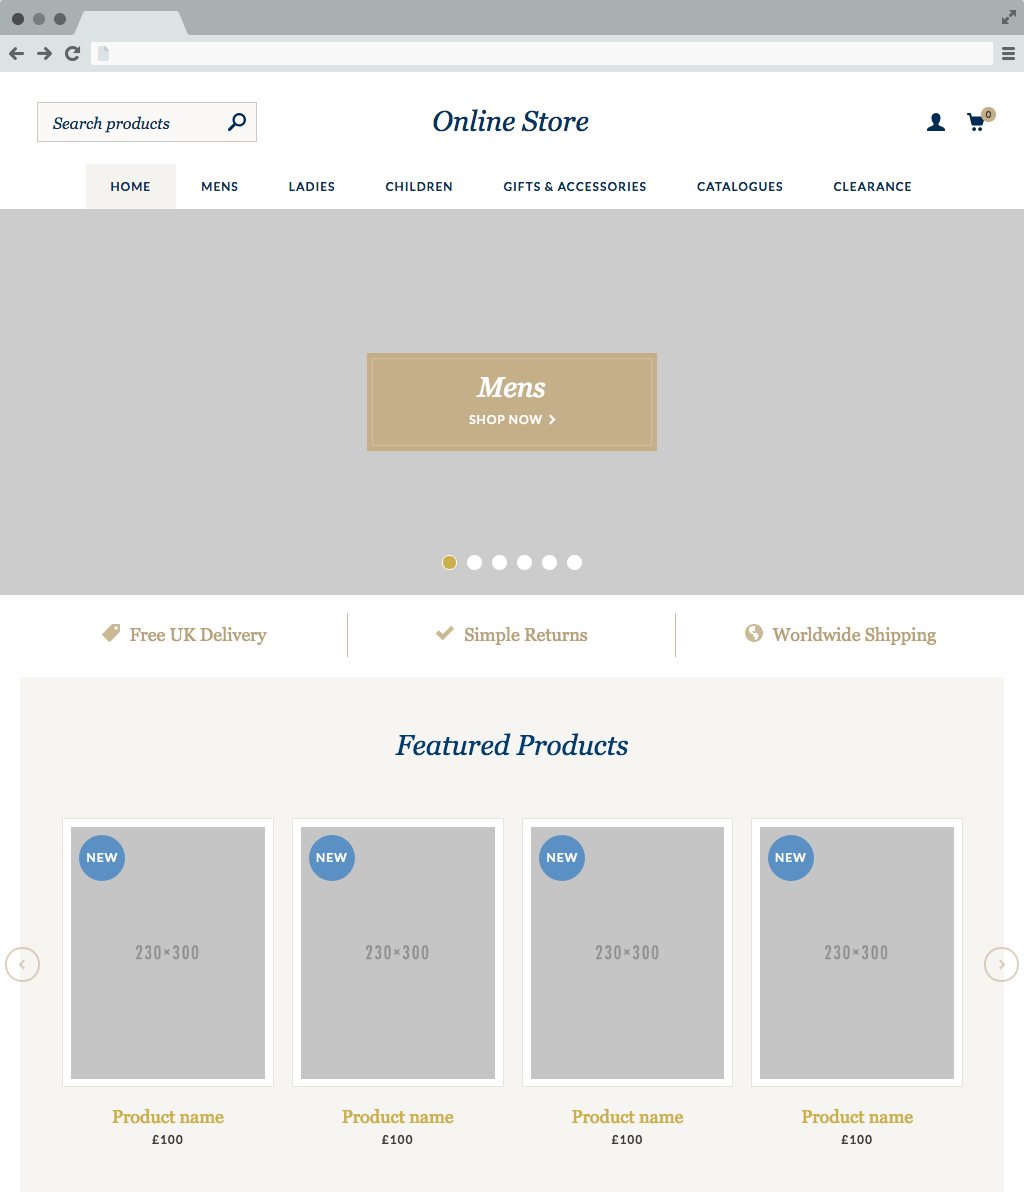 Search products
Online Store
0
HOME MENS LADIES CHILDREN GIFTS & ACCESSORIES CATALOGUES CLEARANCE
Mens
SHOP NOW
Free UK Delivery
Simple Returns
Worldwide Shipping
Featured Products
NEW NEW NEW NEW
230×300 230×300 230×300 230×300
Product name Product name Product name Product name
£100 £100 £100 £100